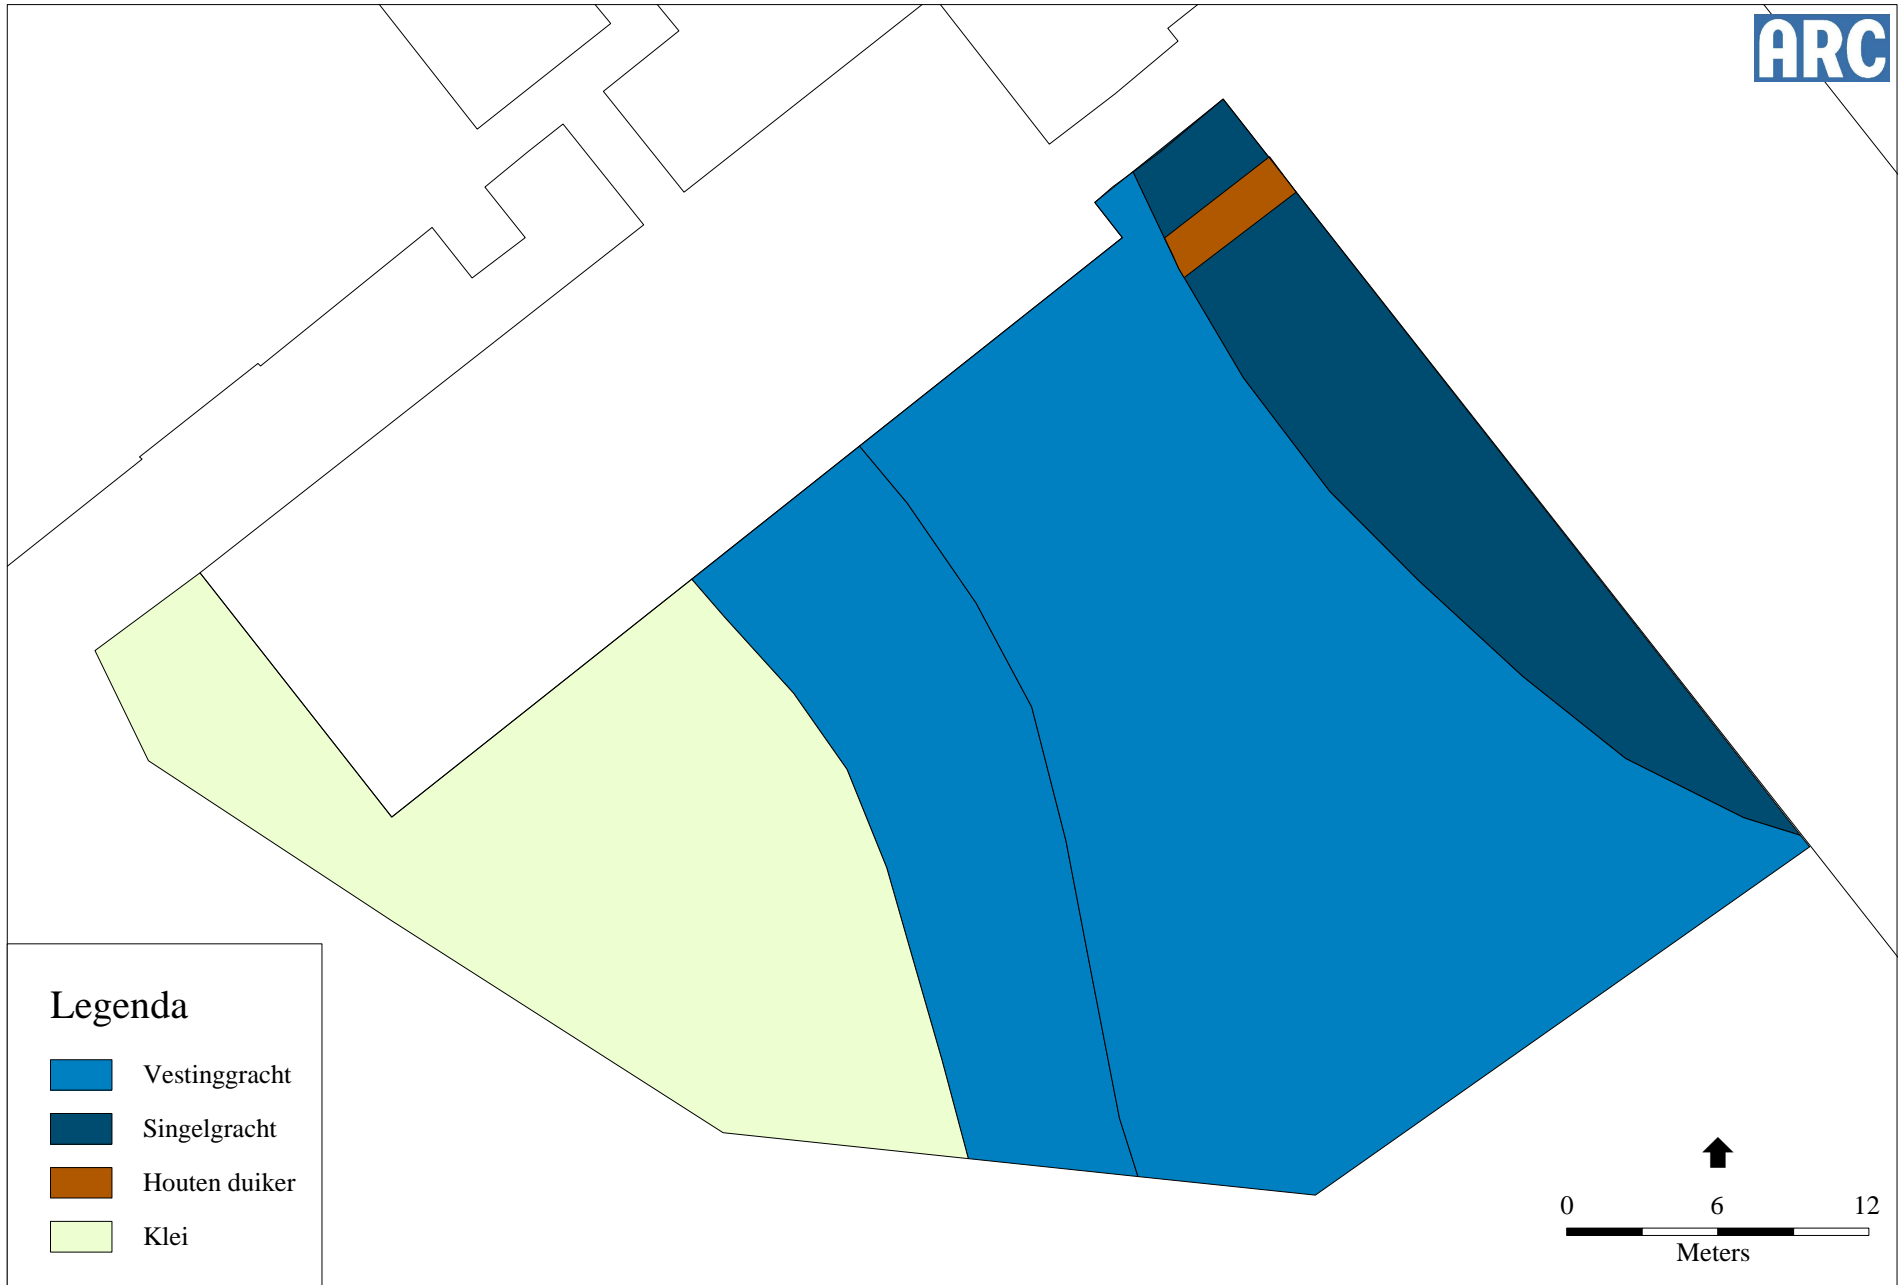 ARC
Legenda
Vestinggracht
Singelgracht
Houten duiker
Klei
0 6 12
Meters